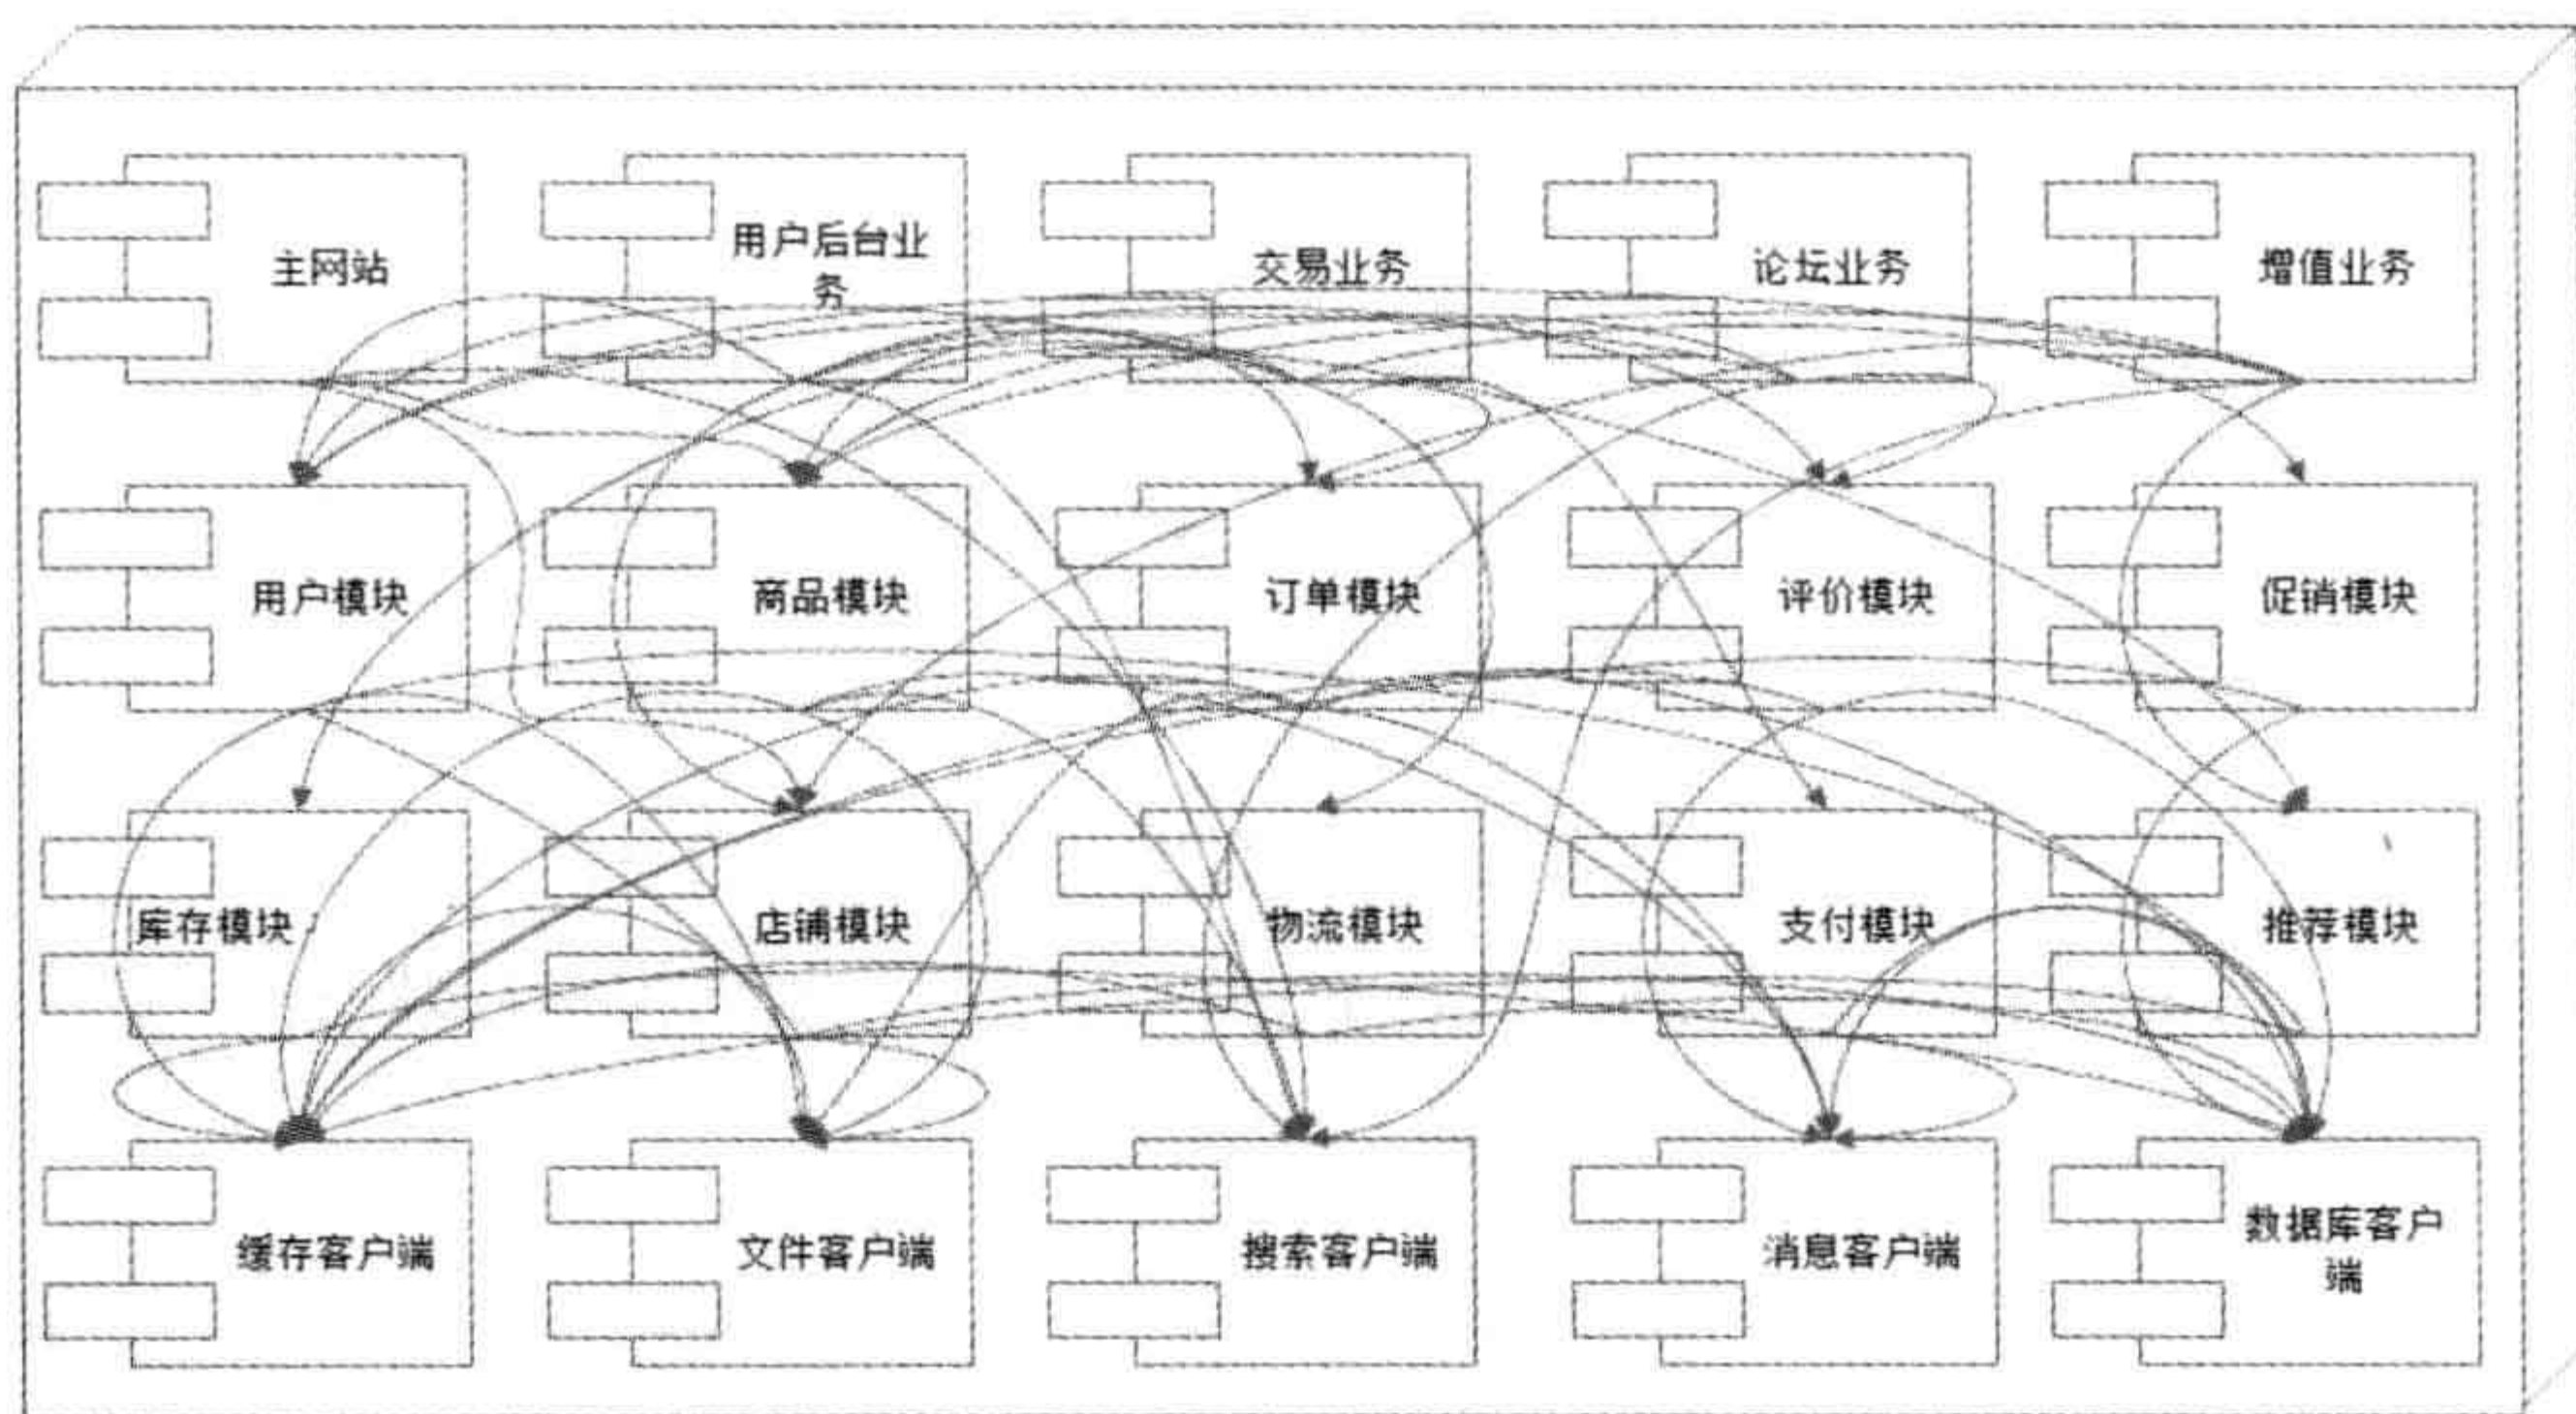 主网站
用户后台业
务
交易业务
论坛业务
增值业务
用户模块
商品模块
订单模块
评价模块
促销模块
库存模块
店铺模块
物流模块
支付模块
推荐模块
缓存客户端
文件客户端
搜索客户端
消息客户端
数据库客户
端